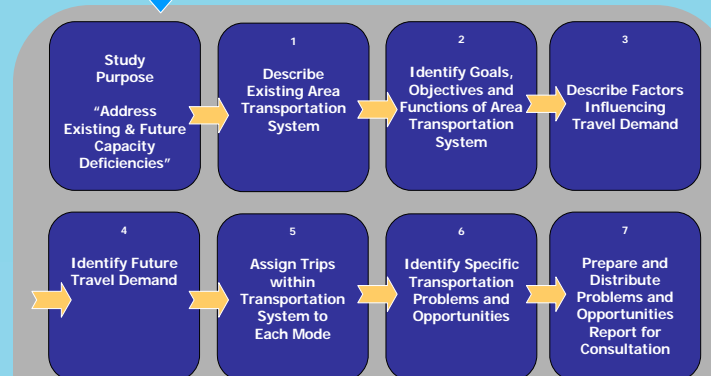 Study
Purpose
“Address
Existing & Future
Capacity
Deficiencies”
1
Describe
Existing Area
Transportation
System
2
Identify Goals,
Objectives and
Functions of Area
Transportation
System
3
Describe Factors
Influencing
Travel Demand
4
Identify Future
Travel Demand
5
Assign Trips
within
Transportation
System to
Each Mode
6
Identify Specific
Transportation
Problems and
Opportunities
7
Prepare and
Distribute
Problems and
Opportunities
Report for
Consultation